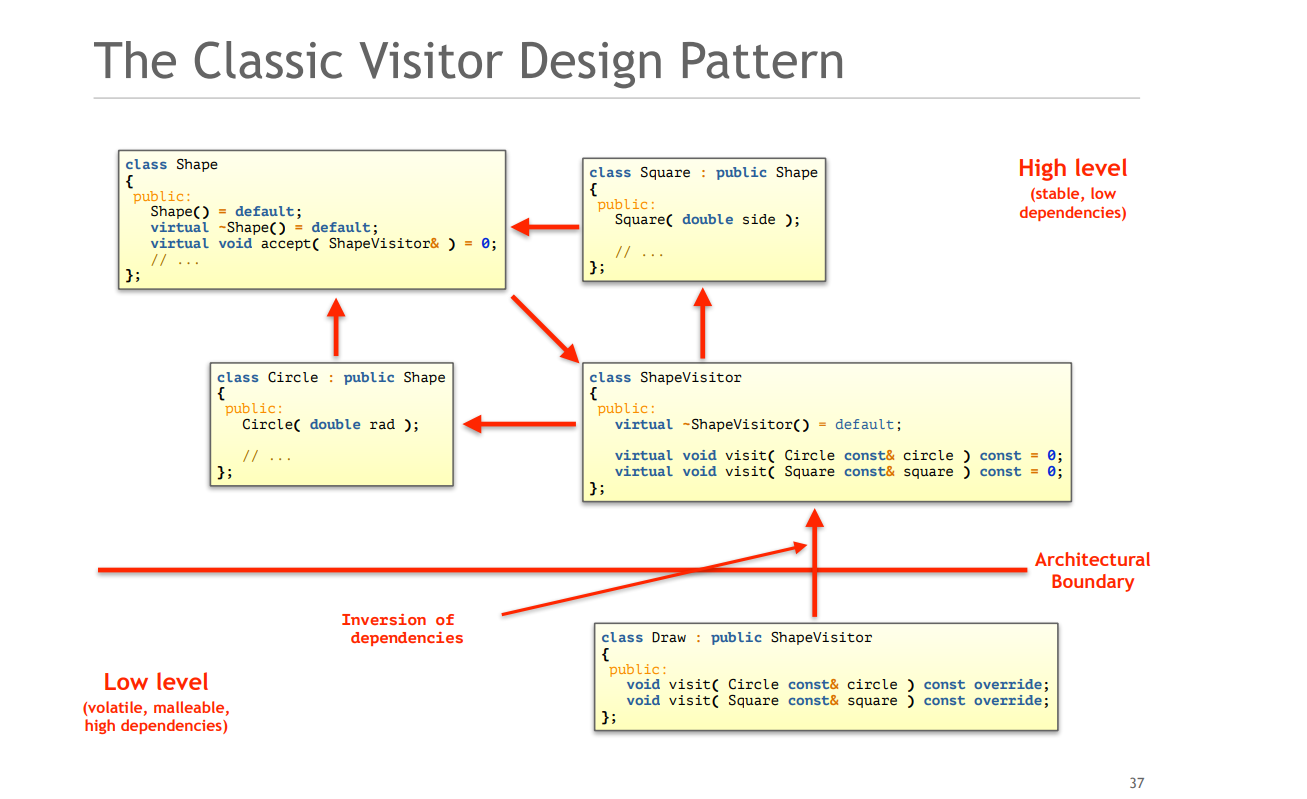 The Classic Visitor Design Pattern
class Shape
{
 public:
   Shape() = default;
   virtual ~Shape() = default;
   virtual void accept( ShapeVisitor& ) = 0;
   // ...
};
class Square : public Shape
{
 public:
   Square( double side );
   // ...
};
High level
(stable, low
dependencies)
class Circle : public Shape
{
 public:
   Circle( double rad );
   // ...
};
class ShapeVisitor
{
 public:
   virtual ~ShapeVisitor() = default;
   virtual void visit( Circle const& circle ) const = 0;
   virtual void visit( Square const& square ) const = 0;
};
Architectural
Boundary
Inversion of
dependencies
class Draw : public ShapeVisitor
{
 public:
   void visit( Circle const& circle ) const override;
   void visit( Square const& square ) const override;
};
Low level
(volatile, malleable,
high dependencies)
37